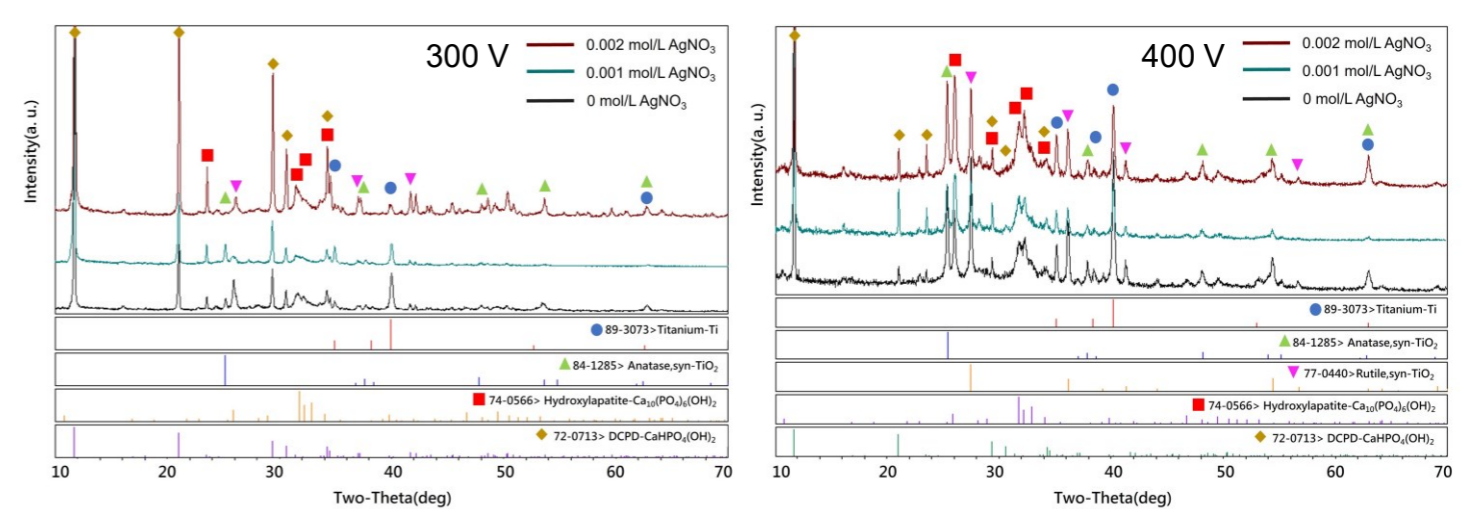 Intensity(a. u.)
300 V
0.002 mol/L AgNO₃
0.001 mol/L AgNO₃
0 mol/L AgNO₃
89-3073>Titanium-Ti
84-1285> Anatase,syn-TiO₂
74-0566> Hydroxylapatite-Ca₁₀(PO₄)₆(OH)₂
72-0713> DCPD-CaHPO₄(OH)₂
10 20 30 40 50 60 70
Two-Theta(deg)
Intensity(a. u.)
400 V
0.002 mol/L AgNO₃
0.001 mol/L AgNO₃
0 mol/L AgNO₃
89-3073>Titanium-Ti
84-1285> Anatase,syn-TiO₂
77-0440> Rutile,syn-TiO₂
74-0566> Hydroxylapatite-Ca₁₀(PO₄)₆(OH)₂
72-0713> DCPD-CaHPO₄(OH)₂
10 20 30 40 50 60 70
Two-Theta(deg)